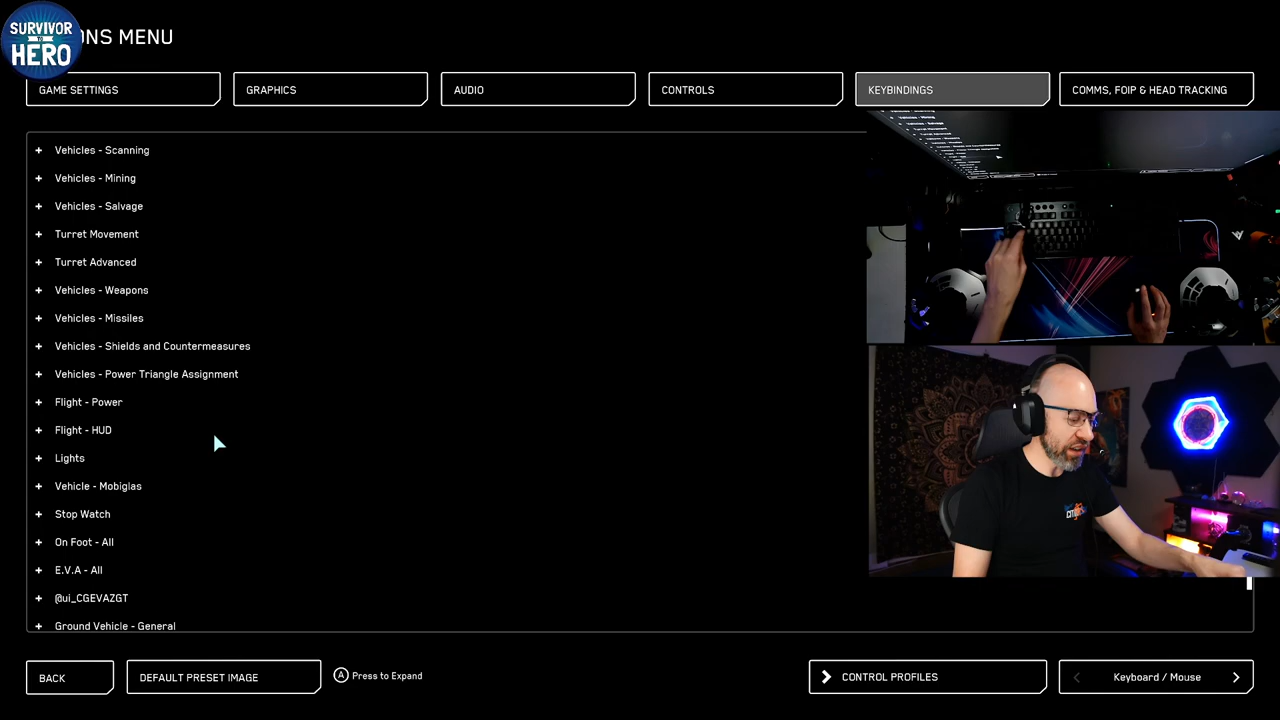 SURVIVOR
TO
HERO
ONS MENU
GAME SETTINGS
GRAPHICS
AUDIO
CONTROLS
KEYBINDINGS
COMMS, FOIP & HEAD TRACKING
+ Vehicles - Scanning
+ Vehicles - Mining
+ Vehicles - Salvage
+ Turret Movement
+ Turret Advanced
+ Vehicles - Weapons
+ Vehicles - Missiles
+ Vehicles - Shields and Countermeasures
+ Vehicles - Power Triangle Assignment
+ Flight - Power
+ Flight - HUD
+ Lights
+ Vehicle - Mobiglas
+ Stop Watch
+ On Foot - All
+ E.V.A - All
+ @ui_CGEVAZGT
+ Ground Vehicle - General
BACK
DEFAULT PRESET IMAGE
A Press to Expand
CONTROL PROFILES
Keyboard / Mouse